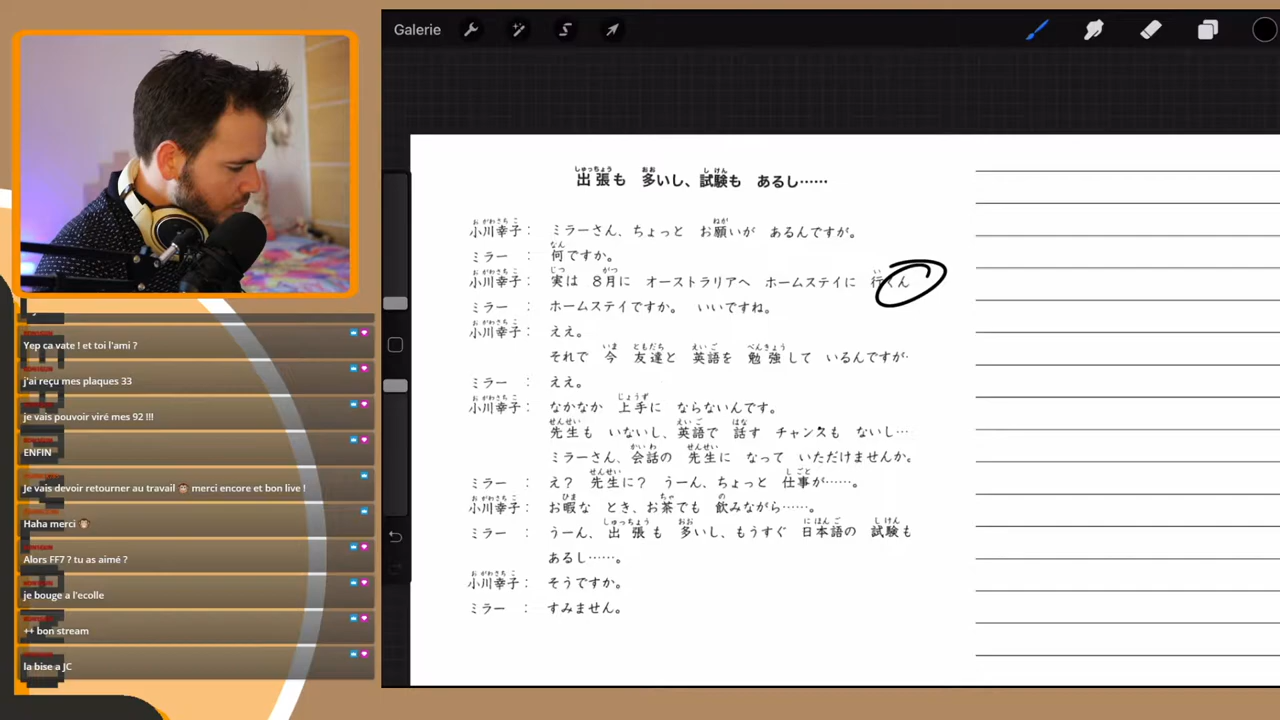 Galerie
Yep ça vate ! et toi l'ami ?
j'ai reçu mes plaques 33
je vais pouvoir viré mes 92 !!!
ENFIN
Je vais devoir retourner au travail merci encore et bon live !
Haha merci
Alors FF7 ? tu as aimé ?
je bouge a l'ecolle
++ bon stream
la bise a JC
出張も 多いし、試験も あるし……
小川幸子： ミラーさん、ちょっと お願いが あるんですが。
ミラー ： 何ですか。
小川幸子： 実は 8月に オーストラリアへ ホームステイに 行くん
ミラー ： ホームステイですか。 いいですね。
小川幸子： ええ。
それで 今 友達と 英語を 勉強して いるんですが
ミラー ： ええ。
小川幸子： なかなか 上手に ならないんです。
先生も いないし、英語で 話す チャンスも ないし…
ミラーさん、会話の 先生に なって いただけませんか。
ミラー ： え？ 先生に？ うーん、ちょっと 仕事が……。
小川幸子： お暇な とき、お茶でも 飲みながら……。
ミラー ： うーん、出張も 多いし、もうすぐ 日本語の 試験も
あるし……。
小川幸子： そうですか。
ミラー ： すみません。